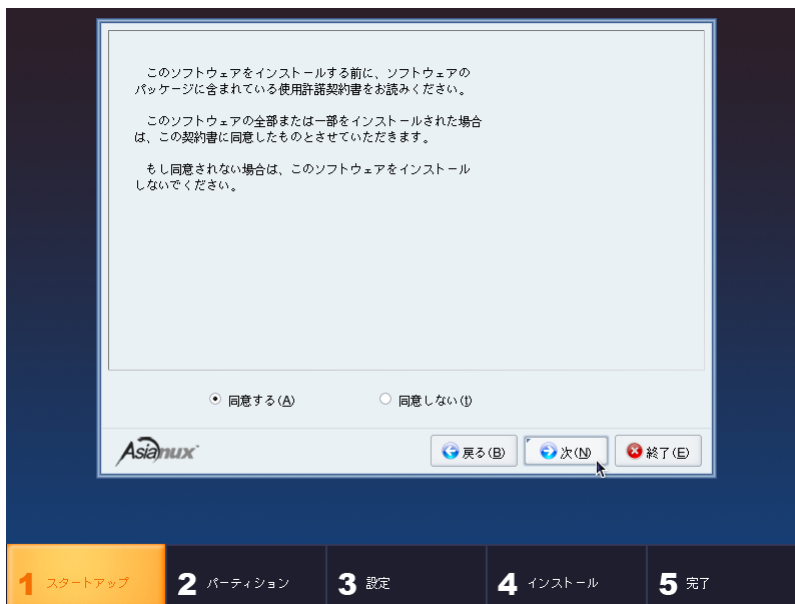 このソフトウェアをインストールする前に、ソフトウェアの
パッケージに含まれている使用許諾契約書をお読みください。
このソフトウェアの全部または一部をインストールされた場合
は、この契約書に同意したものとさせていただきます。
もし同意されない場合は、このソフトウェアをインストール
しないでください。
同意する(A) 同意しない(I)
Asianux 戻る(B) 次(N) 終了(E)
1 スタートアップ 2 パーティション 3 設定 4 インストール 5 完了